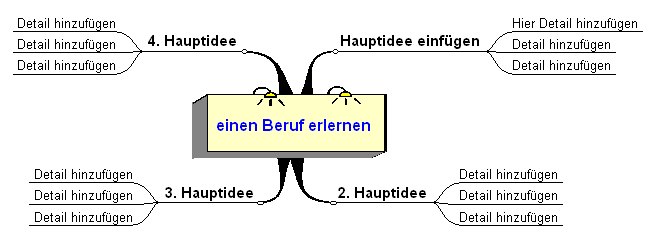 Detail hinzufügen
Detail hinzufügen
Detail hinzufügen
4. Hauptidee
Hauptidee einfügen
Hier Detail hinzufügen
Detail hinzufügen
Detail hinzufügen
einen Beruf erlernen
Detail hinzufügen
Detail hinzufügen
Detail hinzufügen
3. Hauptidee
2. Hauptidee
Detail hinzufügen
Detail hinzufügen
Detail hinzufügen